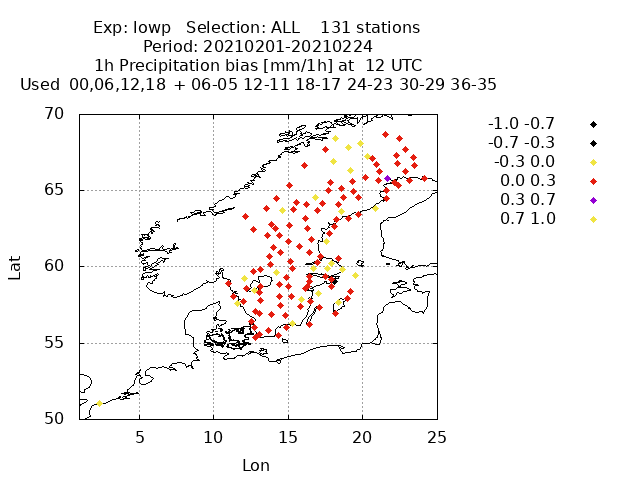 Exp: lowp   Selection: ALL    131 stations
Period: 20210201-20210224
1h Precipitation bias [mm/1h] at  12 UTC
Used  00,06,12,18 + 06-05 12-11 18-17 24-23 30-29 36-35
70
65
60
55
50
Lat
5 10 15 20 25
Lon
-1.0 -0.7
-0.7 -0.3
-0.3 0.0
0.0 0.3
0.3 0.7
0.7 1.0